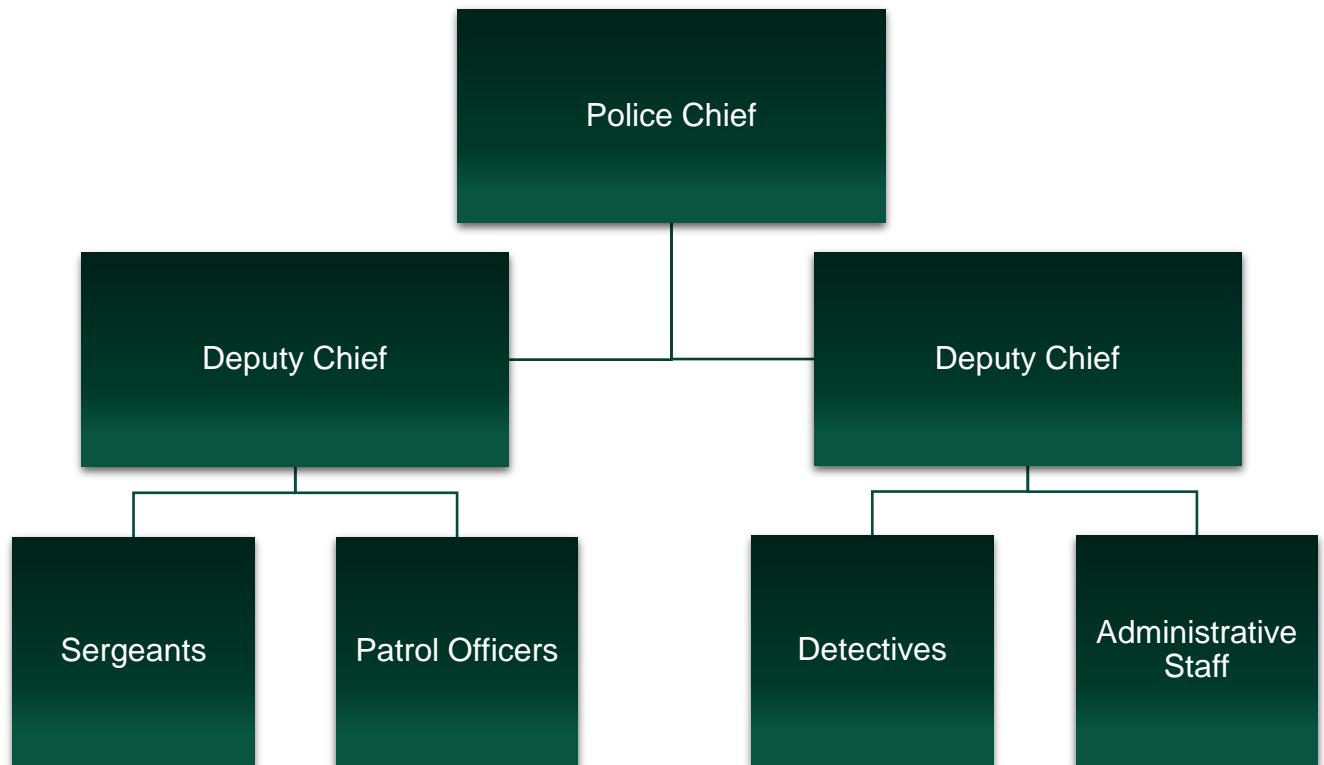 Police Chief
Deputy Chief
Deputy Chief
Sergeants
Patrol Officers
Detectives
Administrative
Staff